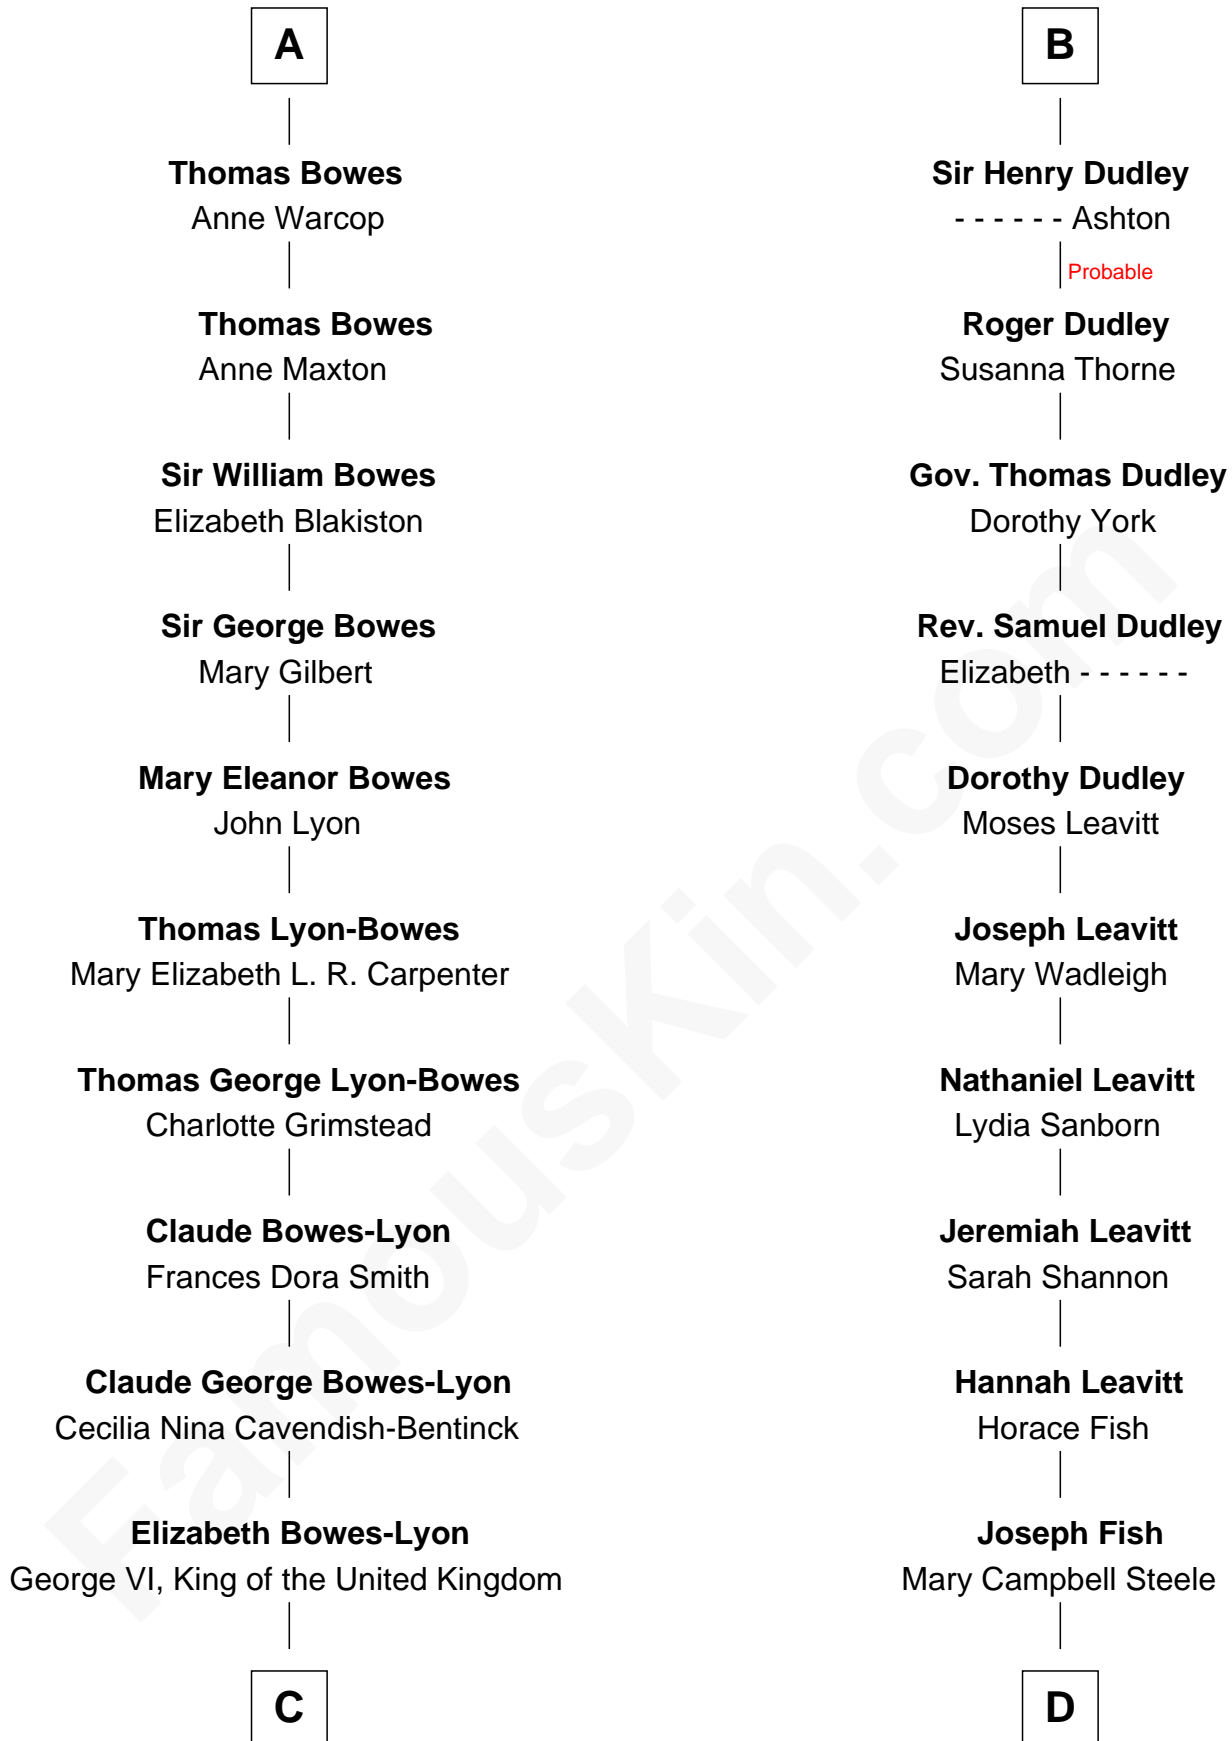 A
Thomas Bowes
Anne Warcop
Thomas Bowes
Anne Maxton
Sir William Bowes
Elizabeth Blakiston
Sir George Bowes
Mary Gilbert
Mary Eleanor Bowes
John Lyon
Thomas Lyon-Bowes
Mary Elizabeth L. R. Carpenter
Thomas George Lyon-Bowes
Charlotte Grimstead
Claude Bowes-Lyon
Frances Dora Smith
Claude George Bowes-Lyon
Cecilia Nina Cavendish-Bentinck
Elizabeth Bowes-Lyon
George VI, King of the United Kingdom
C
B
Sir Henry Dudley
- - - - - - Ashton
Probable
Roger Dudley
Susanna Thorne
Gov. Thomas Dudley
Dorothy York
Rev. Samuel Dudley
Elizabeth - - - - - -
Dorothy Dudley
Moses Leavitt
Joseph Leavitt
Mary Wadleigh
Nathaniel Leavitt
Lydia Sanborn
Jeremiah Leavitt
Sarah Shannon
Hannah Leavitt
Horace Fish
Joseph Fish
Mary Campbell Steele
D
FamousKin.com